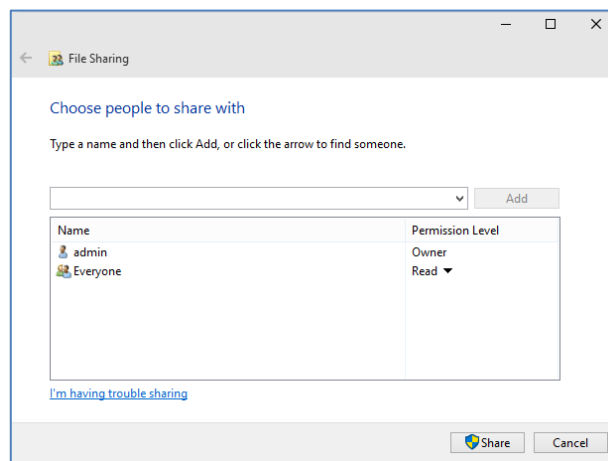 File Sharing
Choose people to share with
Type a name and then click Add, or click the arrow to find someone.
Add
Name Permission Level
admin Owner
Everyone Read
I'm having trouble sharing
Share Cancel